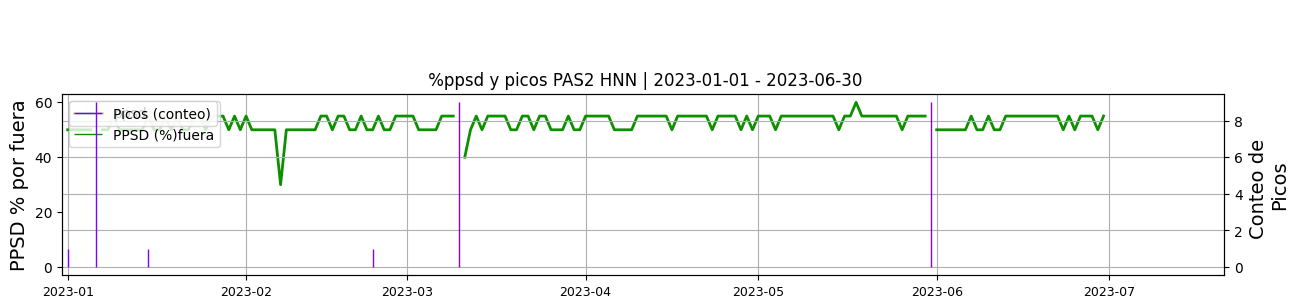 %ppsd y picos PAS2 HNN | 2023-01-01 - 2023-06-30
PPSD % por fuera
60
40
20
0
Picos (conteo)
PPSD (%)fuera
8
6
4
2
0
Conteo de
Picos
2023-01
2023-02
2023-03
2023-04
2023-05
2023-06
2023-07